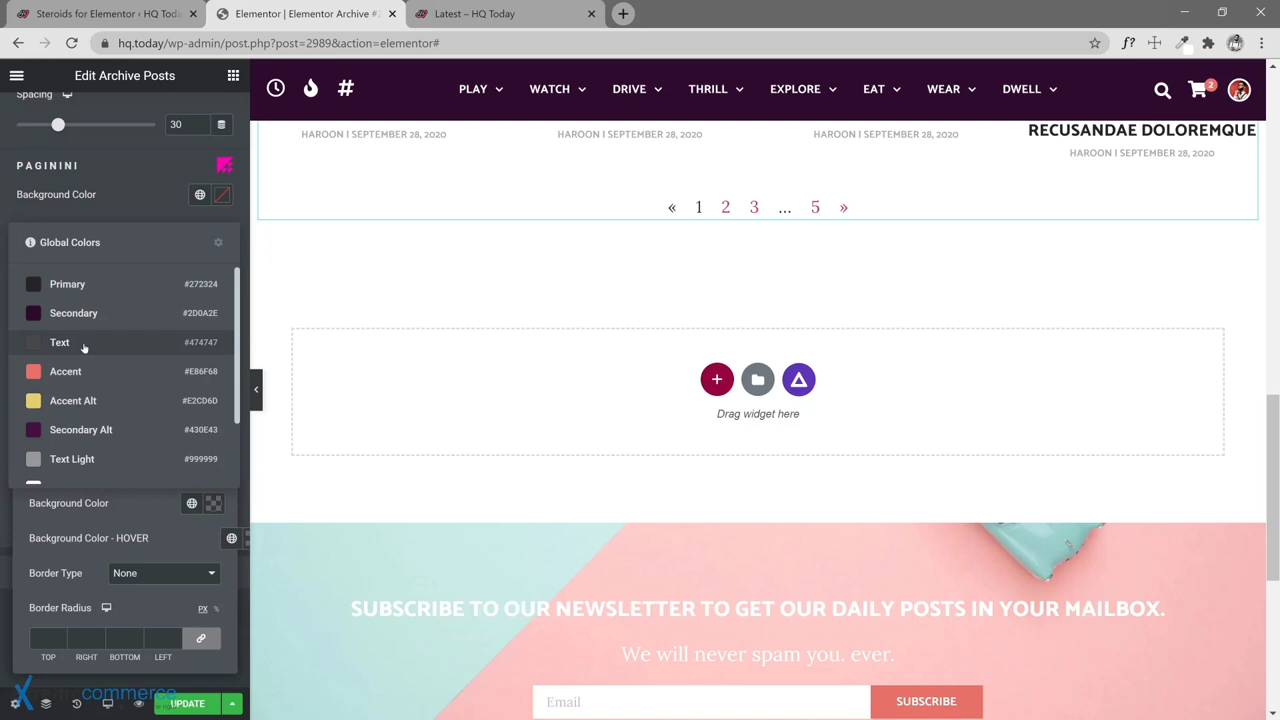 Steroids for Elementor ‹ HQ Tod
Elementor | Elementor Archive #2
Latest – HQ Today
hq.today/wp-admin/post.php?post=2989&action=elementor#
Edit Archive Posts
PLAY WATCH DRIVE THRILL EXPLORE EAT WEAR DWELL
2
Spacing
30
PAGININI
Background Color
Global Colors
Primary #272324
Secondary #2D0A2E
Text #474747
Accent #E86F68
Accent Alt #E2CD6D
Secondary Alt #430E43
Text Light #999999
Background Color
Background Color - HOVER
Border Type None
Border Radius PX %
TOP RIGHT BOTTOM LEFT
commerce
UPDATE
RECUSANDAE DOLOREMQUE
HAROON I SEPTEMBER 28, 2020
HAROON I SEPTEMBER 28, 2020
HAROON I SEPTEMBER 28, 2020
HAROON I SEPTEMBER 28, 2020
« 1 2 3 … 5 »
Drag widget here
SUBSCRIBE TO OUR NEWSLETTER TO GET OUR DAILY POSTS IN YOUR MAILBOX.
We will never spam you. ever.
Email
SUBSCRIBE